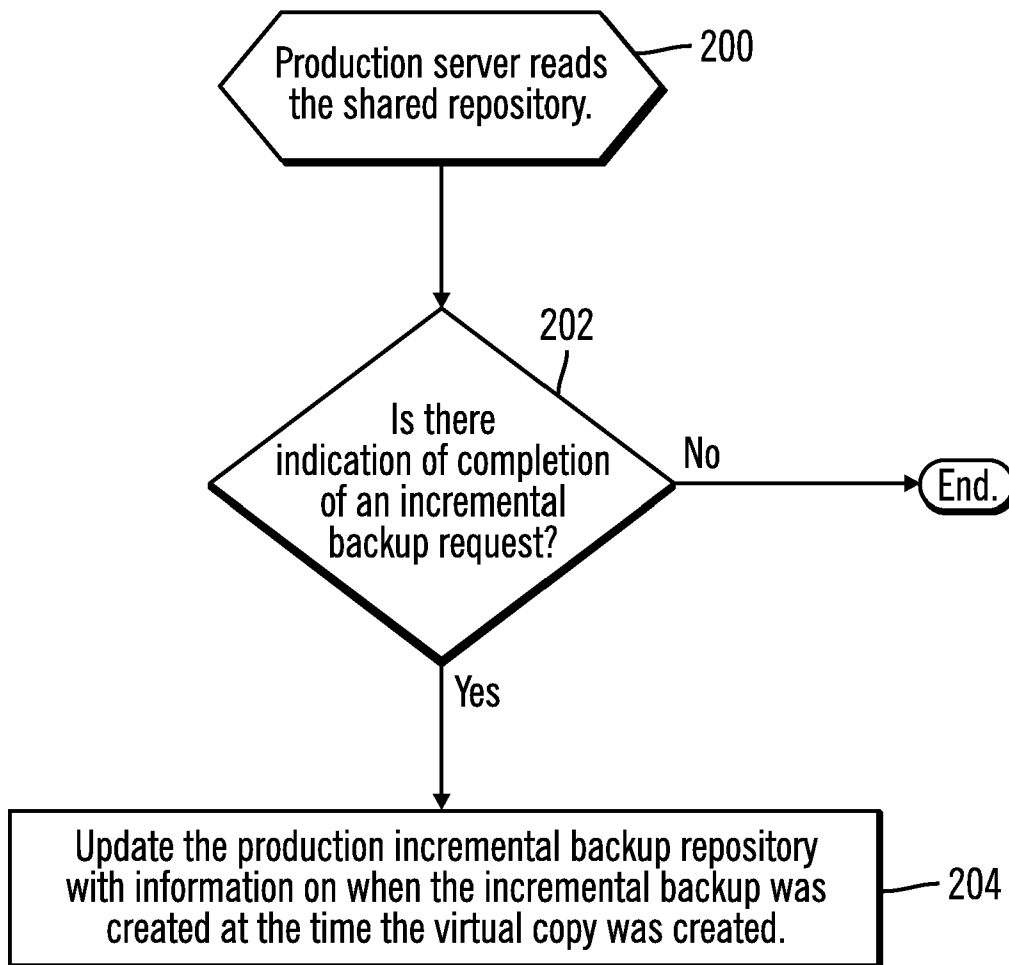 Production server reads
the shared repository.
200
202
Is there
indication of completion
of an incremental
backup request?
No
End.
Yes
Update the production incremental backup repository
with information on when the incremental backup was
created at the time the virtual copy was created.
204